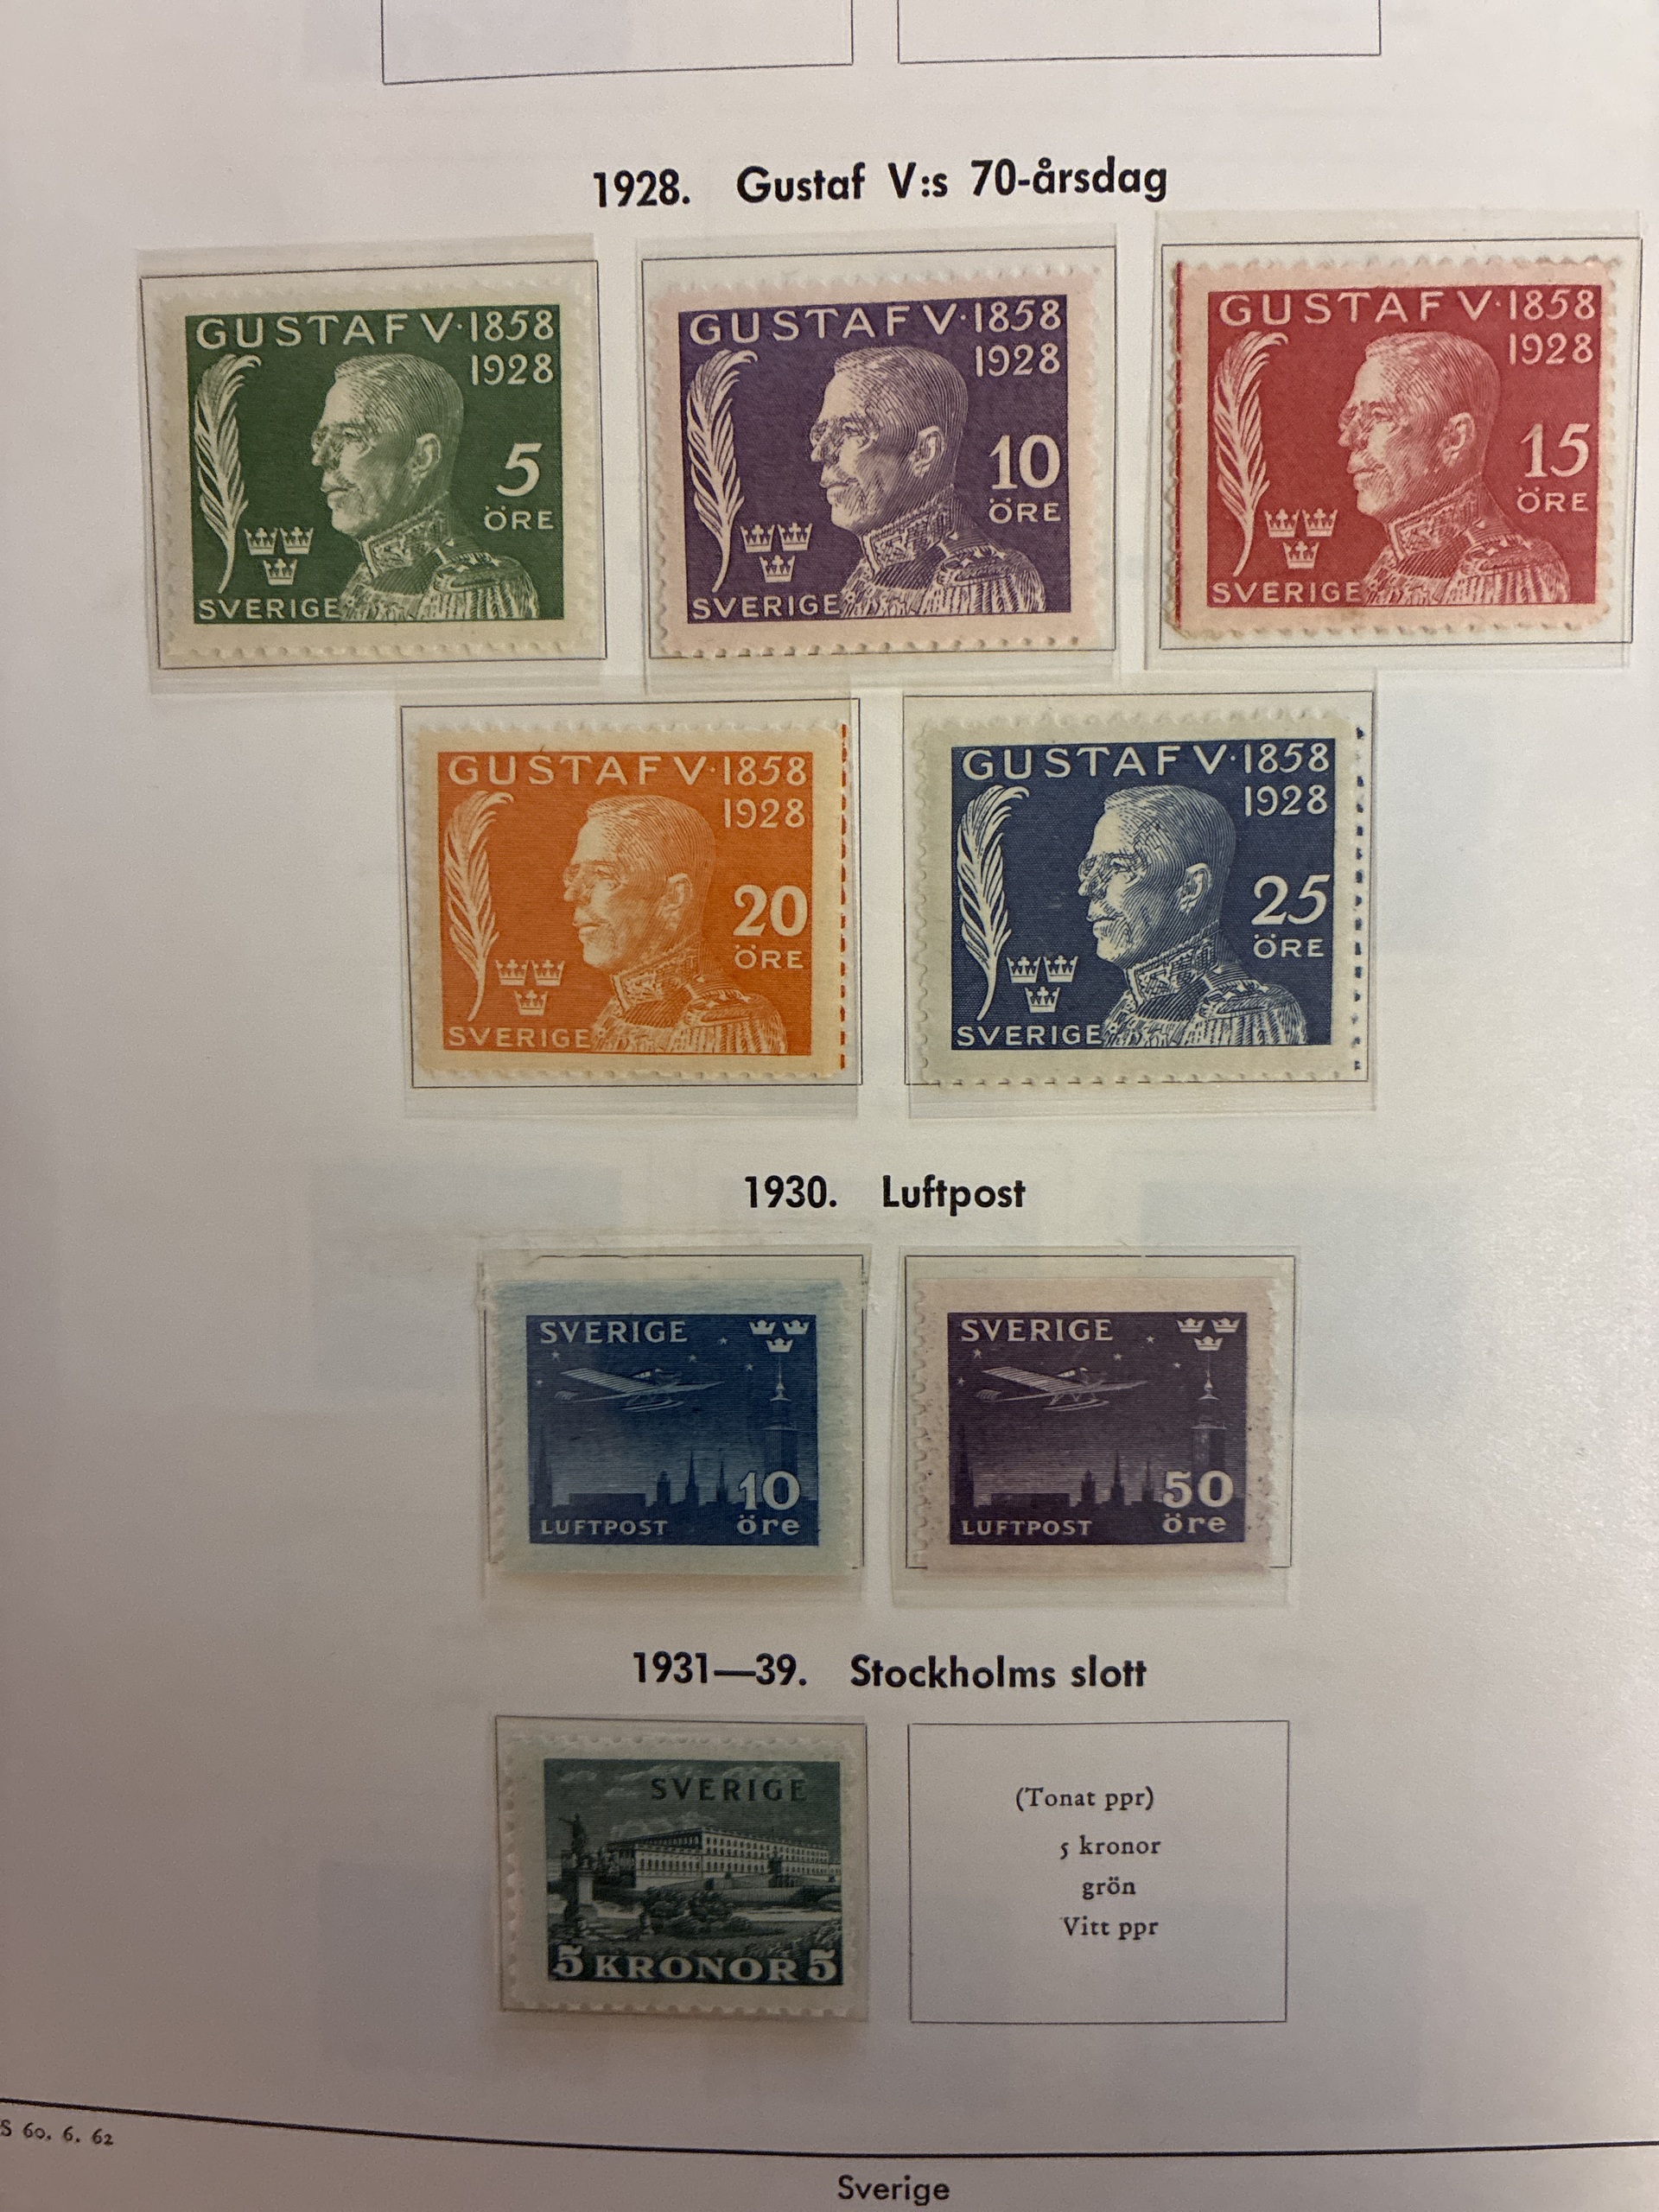 1928. Gustaf V:s 70-årsdag
GUSTAF V·1858
1928
5
ÖRE
SVERIGE
GUSTAF V·1858
1928
10
ÖRE
SVERIGE
GUSTAF V·1858
1928
15
ÖRE
SVERIGE
GUSTAF V·1858
1928
20
ÖRE
SVERIGE
GUSTAF V·1858
1928
25
ÖRE
SVERIGE
1930. Luftpost
SVERIGE
10
LUFTPOST öre
SVERIGE
50
LUFTPOST öre
1931—39. Stockholms slott
SVERIGE
5 KRONOR 5
(Tonat ppr)
5 kronor
grön
Vitt ppr
S 60. 6. 62
Sverige